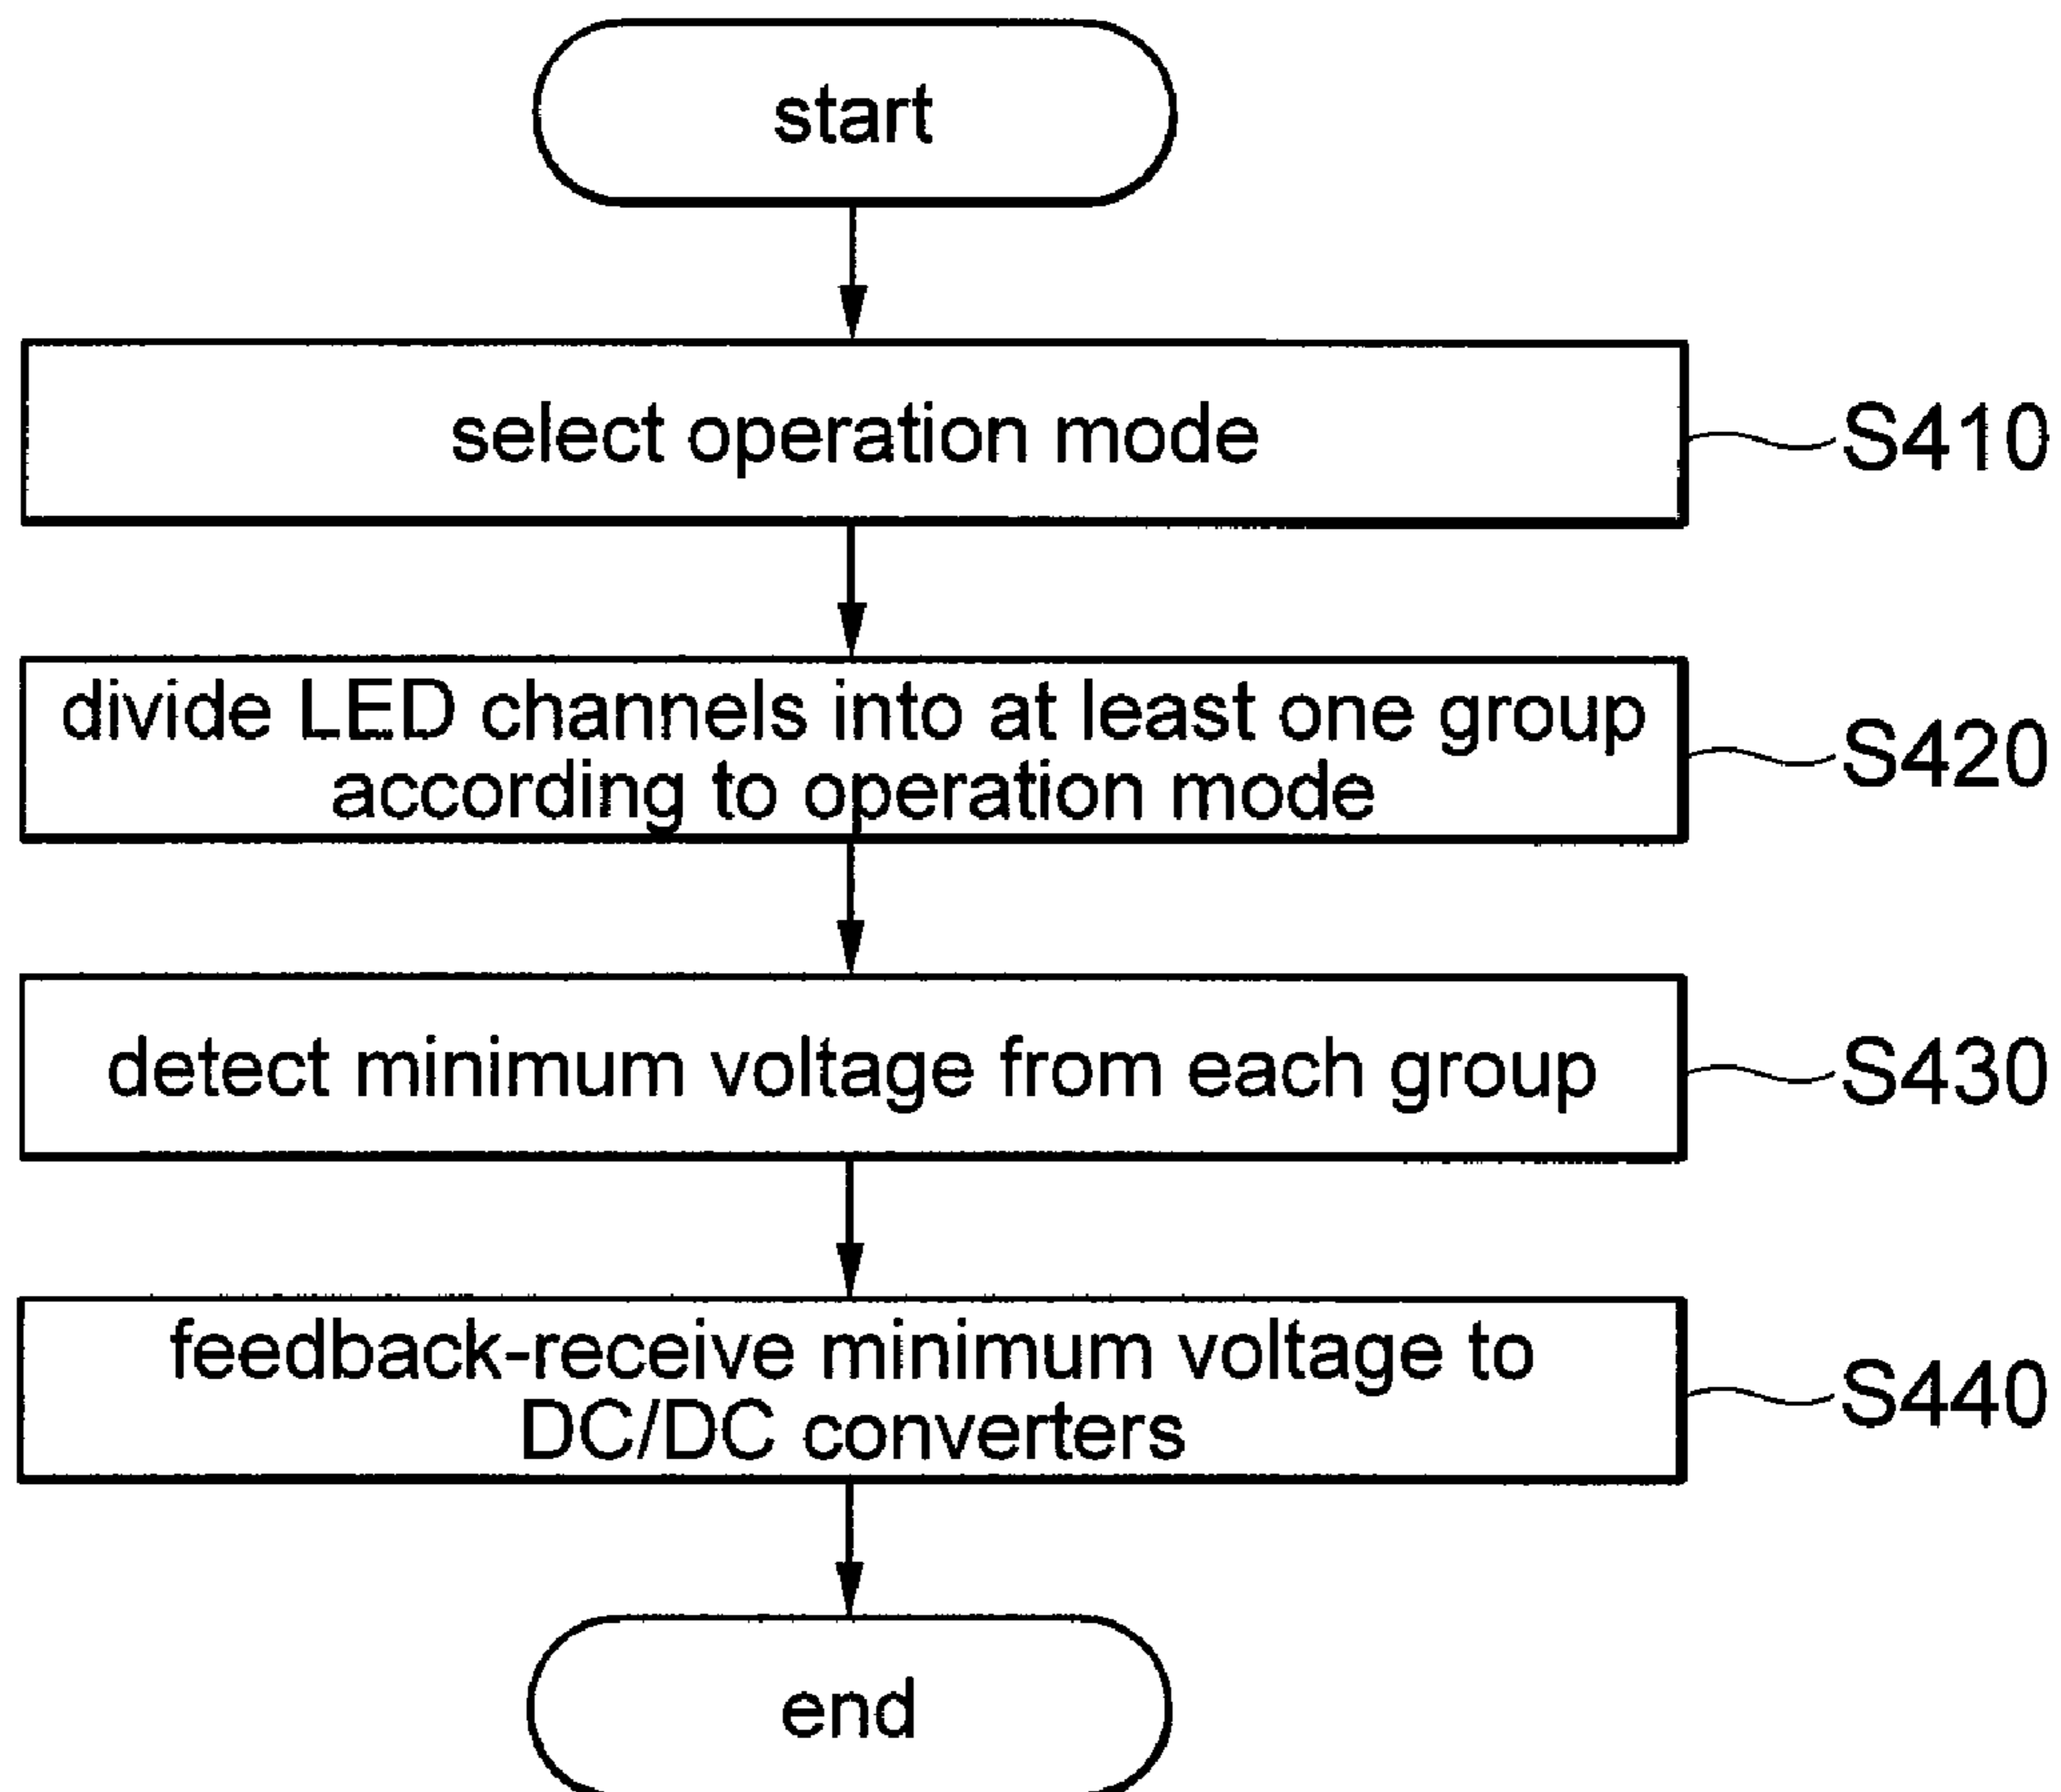 start
select operation mode
S410
divide LED channels into at least one group
according to operation mode
S420
detect minimum voltage from each group
S430
feedback-receive minimum voltage to
DC/DC converters
S440
end